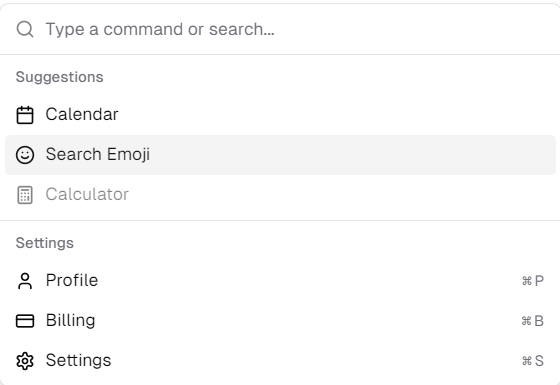 Type a command or search...
Suggestions
Calendar
Search Emoji
Calculator
Settings
Profile ⌘P
Billing ⌘B
Settings ⌘S